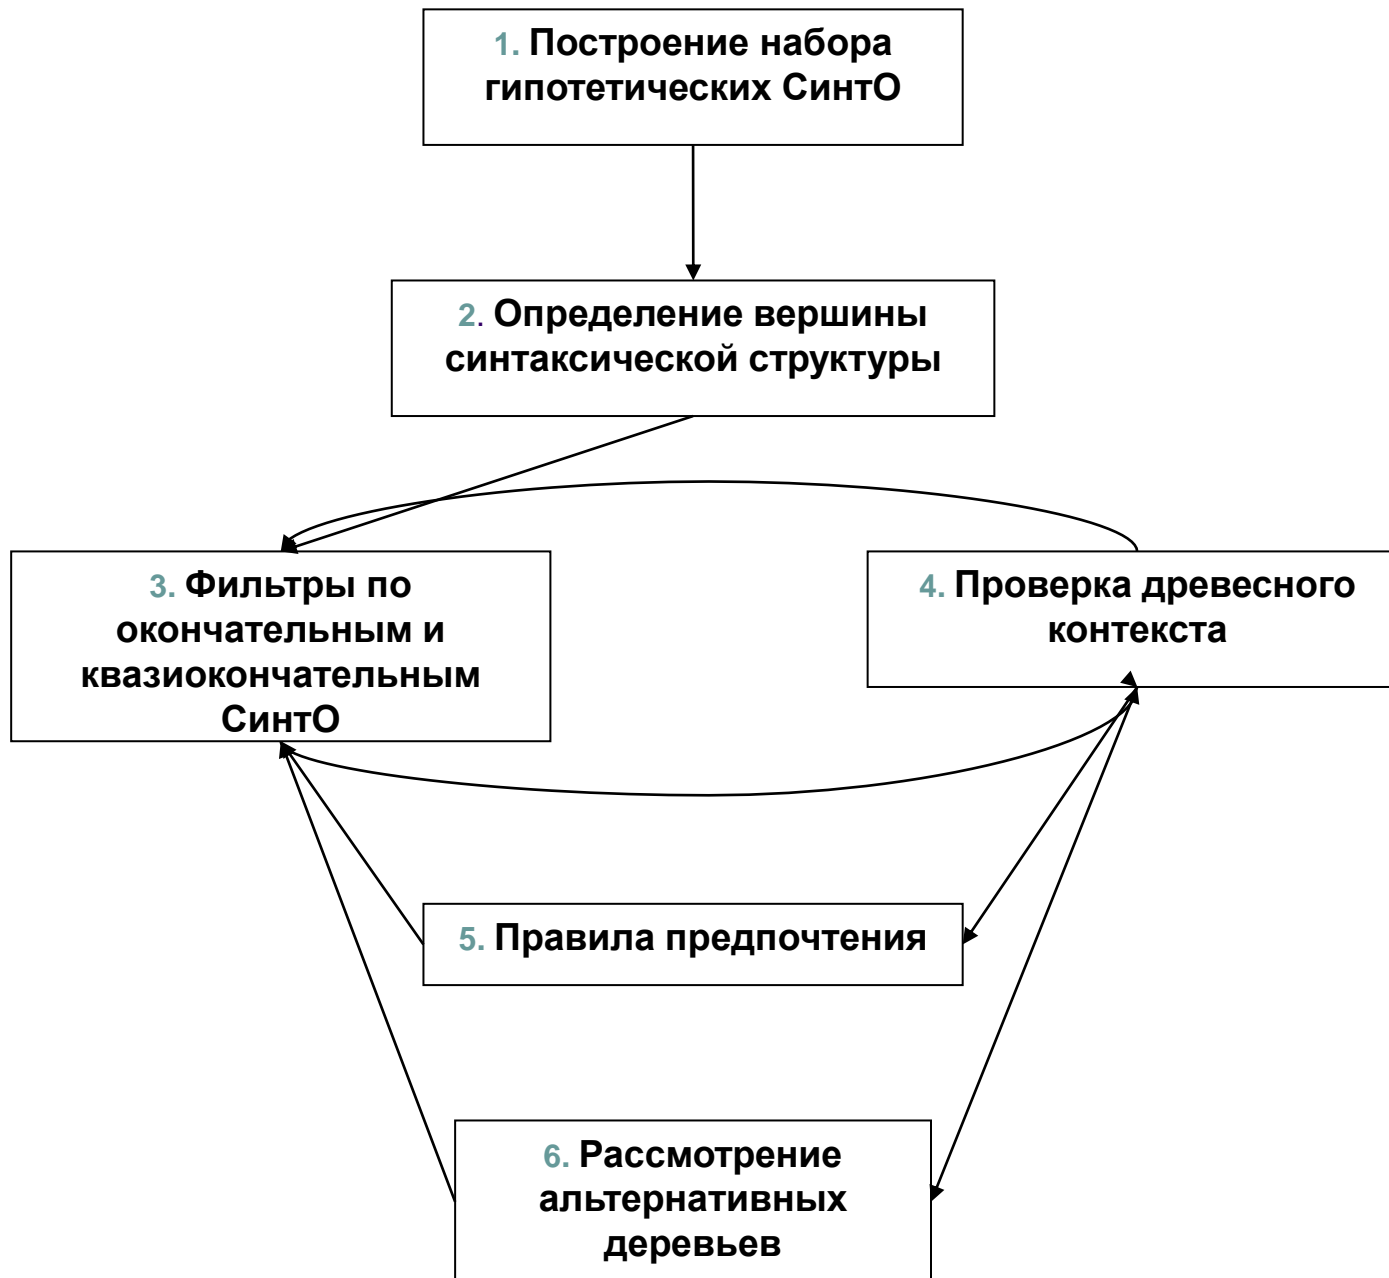 1. Построение набора
гипотетических СинтО
2. Определение вершины
синтаксической структуры
3. Фильтры по
окончательным и
квазиокончательным
СинтО
4. Проверка древесного
контекста
5. Правила предпочтения
6. Рассмотрение
альтернативных
деревьев